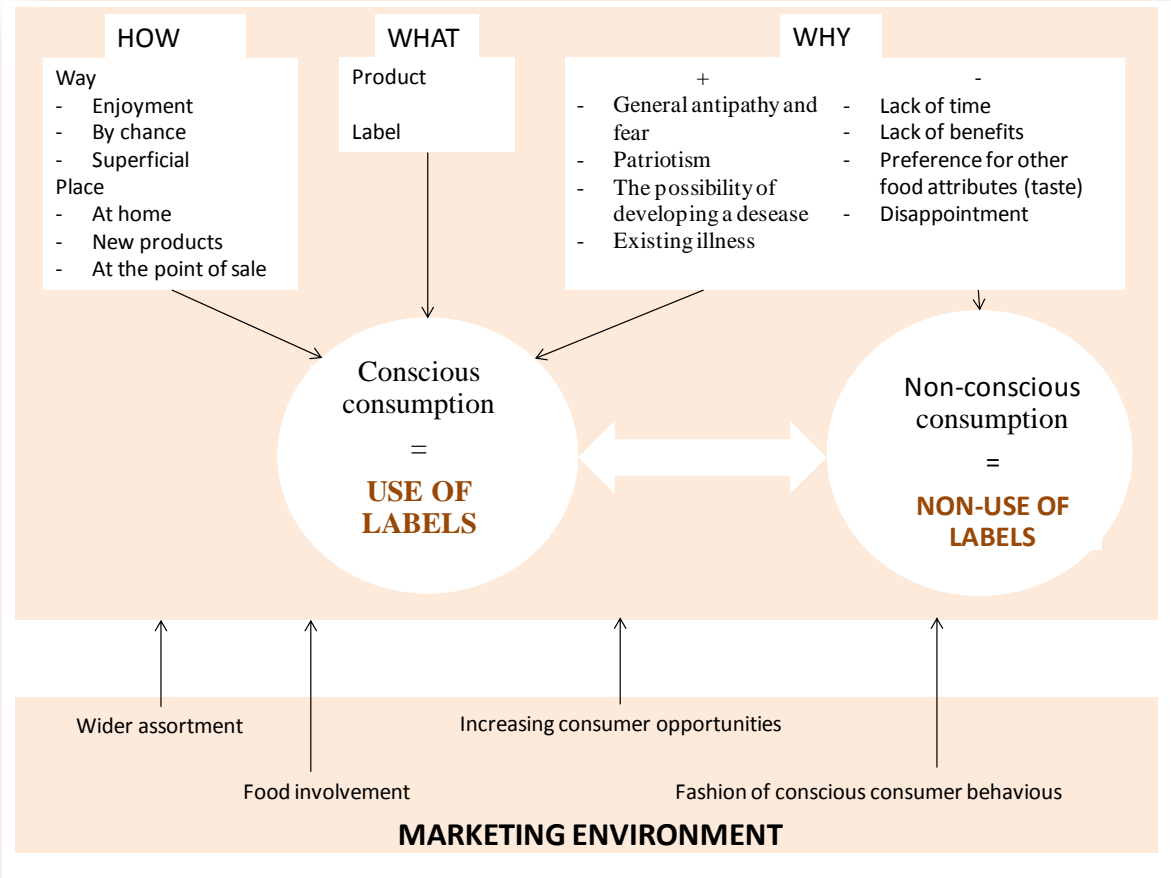 HOW
Way
- Enjoyment
- By chance
- Superficial
Place
- At home
- New products
- At the point of sale
WHAT
Product
Label
WHY
+
- General antipathy and
fear
- Patriotism
- The possibility of
developing a desease
- Existing illness
-
- Lack of time
- Lack of benefits
- Preference for other
food attributes (taste)
- Disappointment
Conscious
consumption
=
USE OF
LABELS
Non-conscious
consumption
=
NON-USE OF
LABELS
Wider assortment
Increasing consumer opportunities
Food involvement
Fashion of conscious consumer behavious
MARKETING ENVIRONMENT